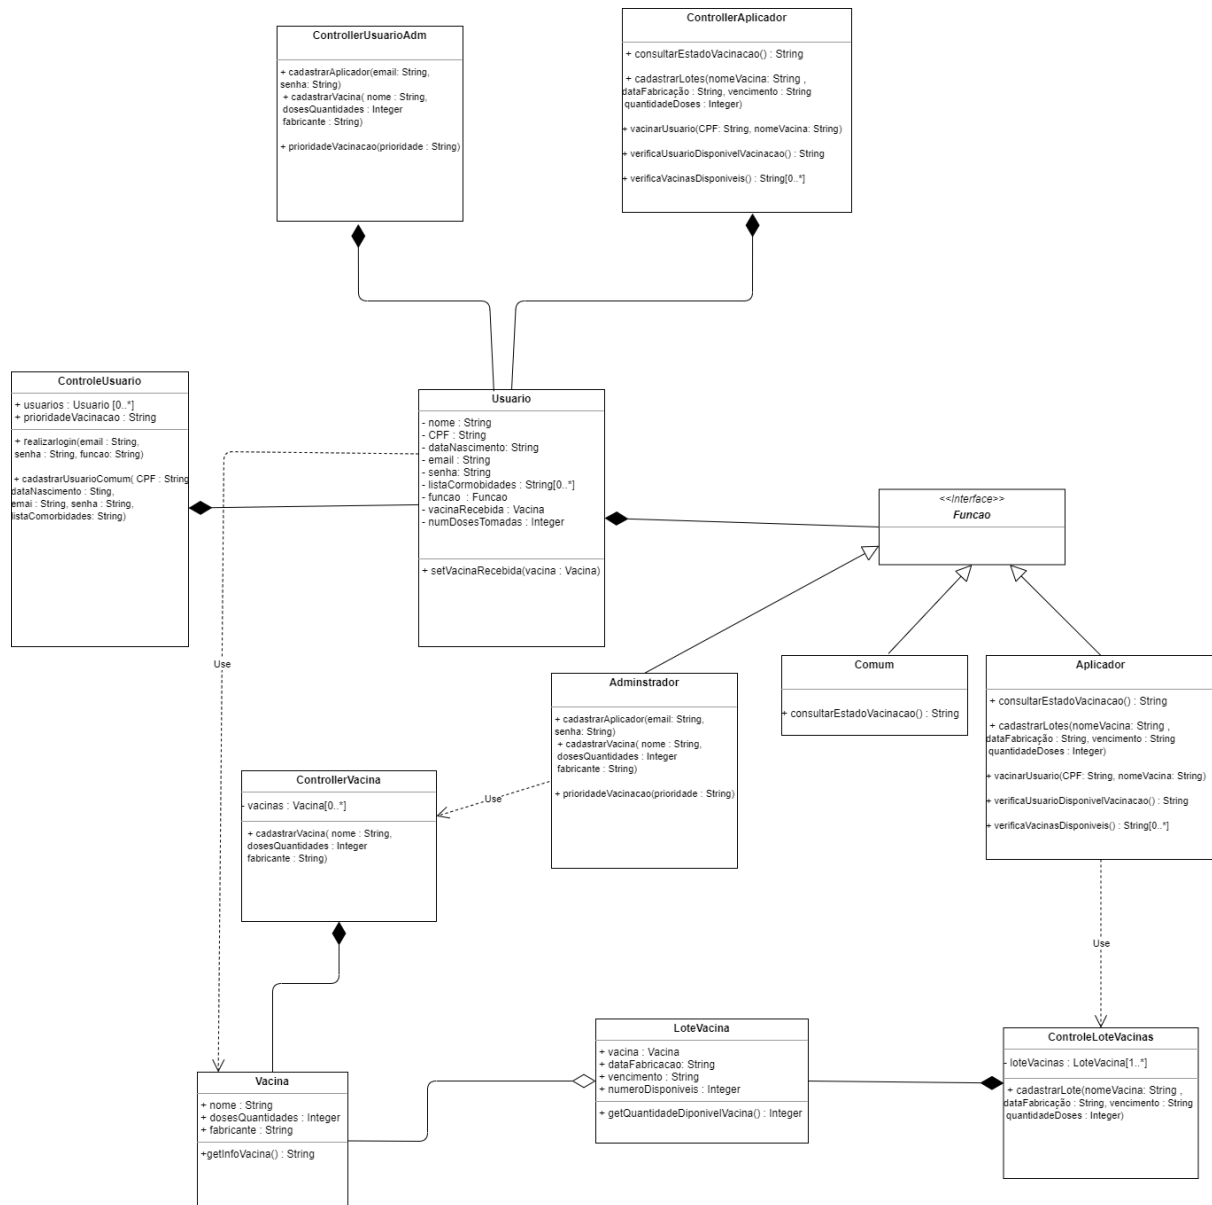 ControllerUsuarioAdm
+ cadastrarAplicador(email: String,
senha: String)
+ cadastrarVacina( nome : String,
dosesQuantidades : Integer
fabricante : String)
+ prioridadeVacinacao(prioridade : String)
ControllerAplicador
+ consultarEstadoVacinacao() : String
+ cadastrarLotes(nomeVacina: String ,
dataFabricação : String, vencimento : String
quantidadeDoses : Integer)
+ vacinarUsuario(CPF: String, nomeVacina: String)
+ verificaUsuarioDisponivelVacinacao() : String
+ verificaVacinasDisponiveis() : String[0..*]
ControleUsuario
+ usuarios : Usuario [0..*]
+ prioridadeVacinacao : String
+ realizarlogin(email : String,
senha : String, funcao: String)
+ cadastrarUsuarioComum( CPF : String
dataNascimento : Sting,
emai : String, senha : String,
listaComorbidades: String)
Usuario
- nome : String
- CPF : String
- dataNascimento: String
- email : String
- senha: String
- listaCormobidades : String[0..*]
- funcao : Funcao
- vacinaRecebida : Vacina
- numDosesTomadas : Integer
+ setVacinaRecebida(vacina : Vacina)
<<Interface>>
Funcao
Use
Adminstrador
+ cadastrarAplicador(email: String,
senha: String)
+ cadastrarVacina( nome : String,
dosesQuantidades : Integer
fabricante : String)
+ prioridadeVacinacao(prioridade : String)
Comum
+ consultarEstadoVacinacao() : String
Aplicador
+ consultarEstadoVacinacao() : String
+ cadastrarLotes(nomeVacina: String ,
dataFabricação : String, vencimento : String
quantidadeDoses : Integer)
+ vacinarUsuario(CPF: String, nomeVacina: String)
+ verificaUsuarioDisponivelVacinacao() : String
+ verificaVacinasDisponiveis() : String[0..*]
ControllerVacina
- vacinas : Vacina[0..*]
+ cadastrarVacina( nome : String,
dosesQuantidades : Integer
fabricante : String)
Use
Use
Vacina
+ nome : String
+ dosesQuantidades : Integer
+ fabricante : String
+getInfoVacina() : String
LoteVacina
+ vacina : Vacina
+ dataFabricacao: String
+ vencimento : String
+ numeroDisponiveis : Integer
+ getQuantidadeDiponivelVacina() : Integer
ControleLoteVacinas
- loteVacinas : LoteVacina[1..*]
+ cadastrarLote(nomeVacina: String ,
dataFabricação : String, vencimento : String
quantidadeDoses : Integer)